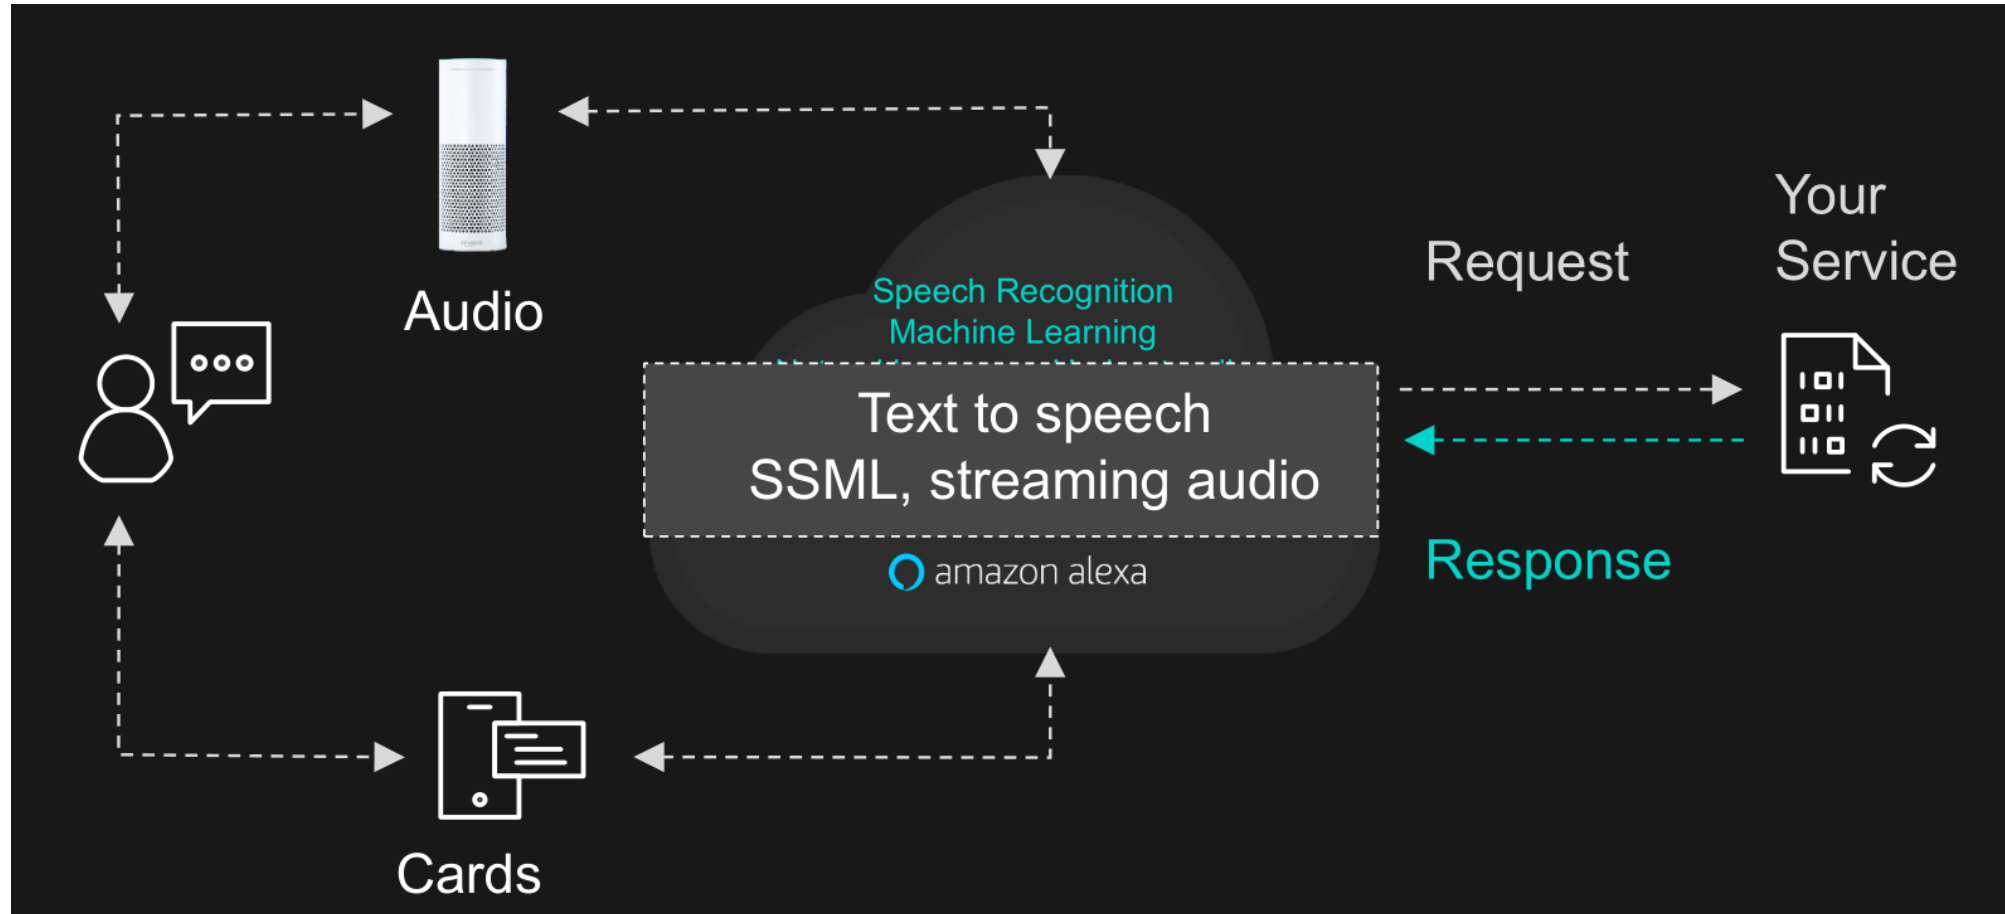 Audio
Speech Recognition
Machine Learning
Text to speech
SSML, streaming audio
amazon alexa
Request
Response
Your
Service
Cards